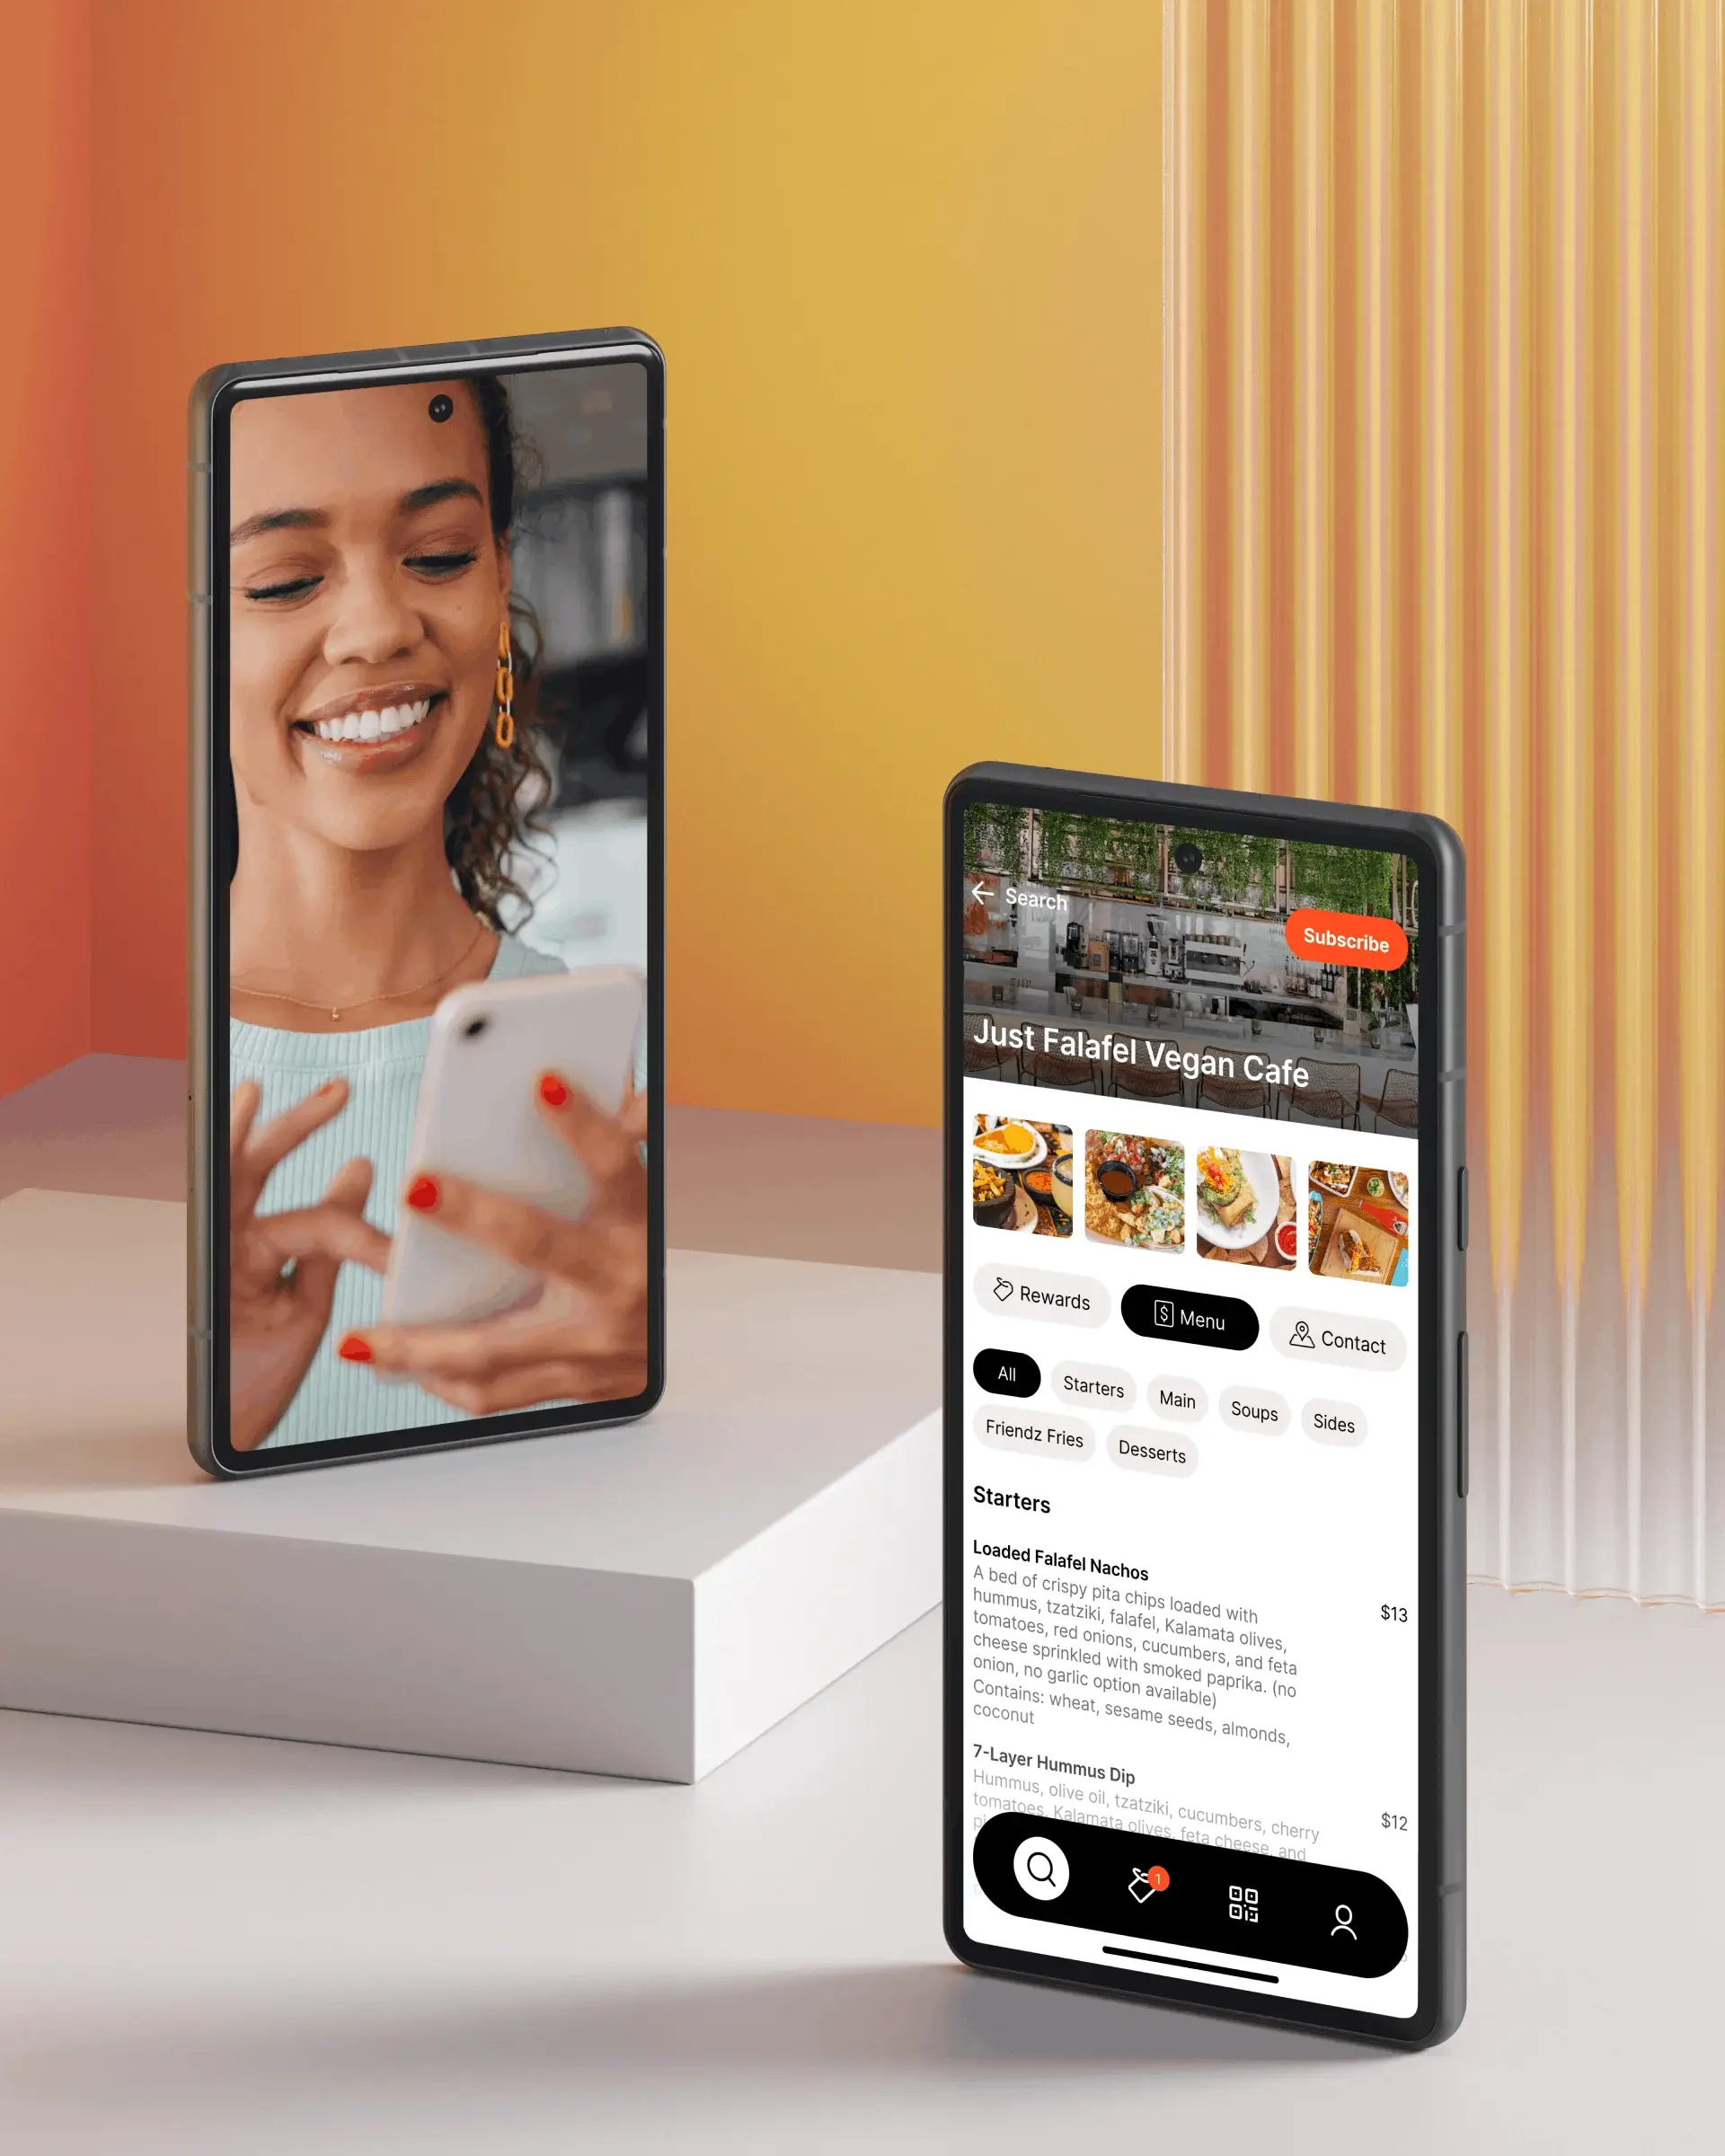 Search
Subscribe
Just Falafel Vegan Cafe
Rewards
Menu
Contact
All
Starters
Main
Soups
Sides
Friendz Fries
Desserts
Starters
Loaded Falafel Nachos
A bed of crispy pita chips loaded with
hummus, tzatziki, falafel, Kalamata olives,
tomatoes, red onions, cucumbers, and feta
cheese sprinkled with smoked paprika. (no
onion, no garlic option available)
Contains: wheat, sesame seeds, almonds,
coconut
$13
7-Layer Hummus Dip
Hummus, olive oil, tzatziki, cucumbers, cherry
tomatoes, Kalamata olives, feta cheese, and
$12
1